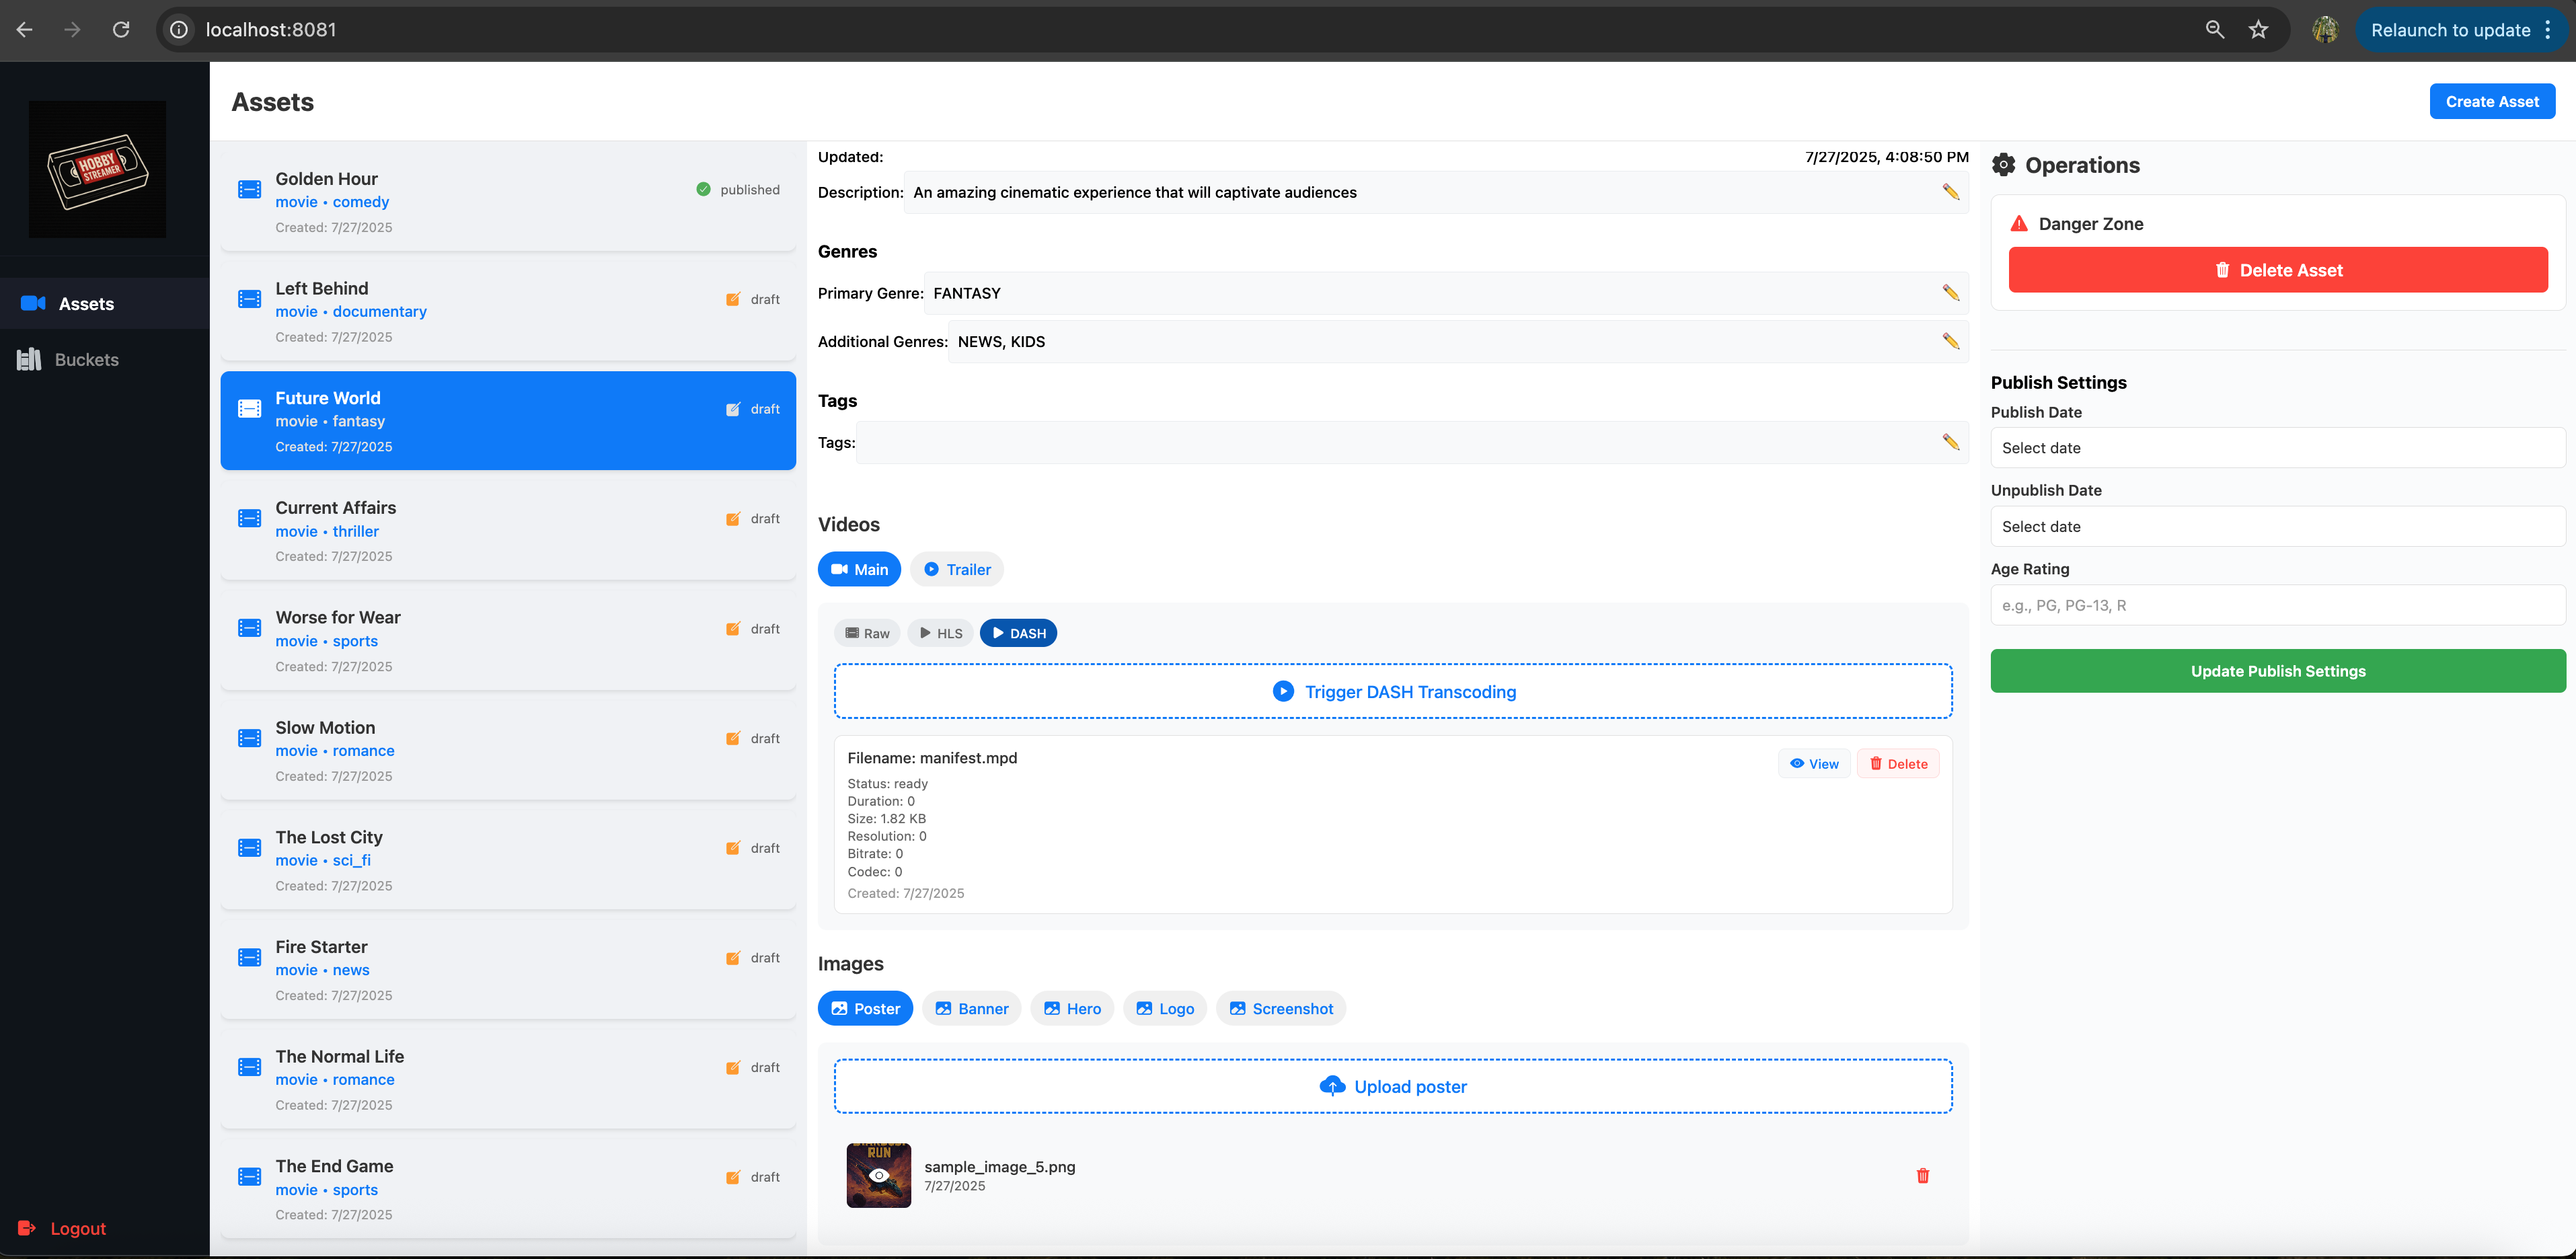 localhost:8081
Relaunch to update
HOBBY
STREAMER
Assets
Buckets
Logout
Assets
Create Asset
Golden Hour
movie • comedy
Created: 7/27/2025
published
Left Behind
movie • documentary
Created: 7/27/2025
draft
Future World
movie • fantasy
Created: 7/27/2025
draft
Current Affairs
movie • thriller
Created: 7/27/2025
draft
Worse for Wear
movie • sports
Created: 7/27/2025
draft
Slow Motion
movie • romance
Created: 7/27/2025
draft
The Lost City
movie • sci_fi
Created: 7/27/2025
draft
Fire Starter
movie • news
Created: 7/27/2025
draft
The Normal Life
movie • romance
Created: 7/27/2025
draft
The End Game
movie • sports
Created: 7/27/2025
draft
Updated: 7/27/2025, 4:08:50 PM
Description: An amazing cinematic experience that will captivate audiences
Genres
Primary Genre: FANTASY
Additional Genres: NEWS, KIDS
Tags
Tags:
Videos
Main
Trailer
Raw
HLS
DASH
Trigger DASH Transcoding
Filename: manifest.mpd
View
Delete
Status: ready
Duration: 0
Size: 1.82 KB
Resolution: 0
Bitrate: 0
Codec: 0
Created: 7/27/2025
Images
Poster
Banner
Hero
Logo
Screenshot
Upload poster
RUN
sample_image_5.png
7/27/2025
Operations
Danger Zone
Delete Asset
Publish Settings
Publish Date
Select date
Unpublish Date
Select date
Age Rating
e.g., PG, PG-13, R
Update Publish Settings